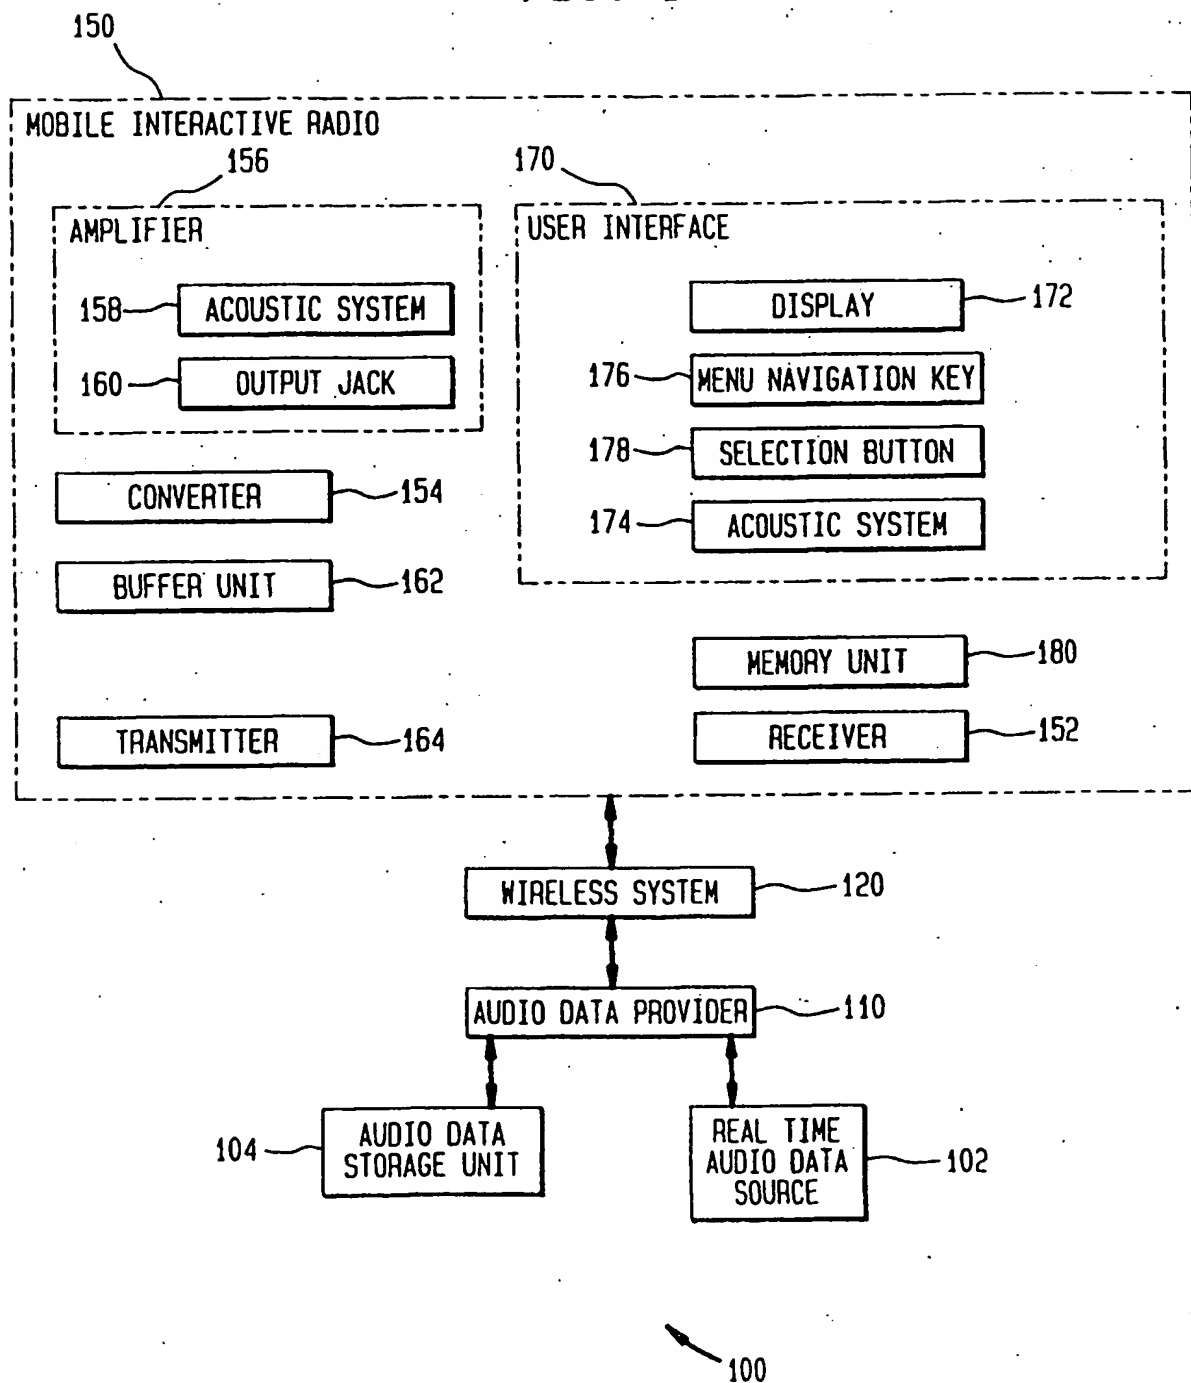 150
MOBILE INTERACTIVE RADIO
156
170
AMPLIFIER
USER INTERFACE
158
ACOUSTIC SYSTEM
DISPLAY
172
160
OUTPUT JACK
176
MENU NAVIGATION KEY
178
SELECTION BUTTON
CONVERTER
154
174
ACOUSTIC SYSTEM
BUFFER UNIT
162
MEMORY UNIT
180
TRANSMITTER
164
RECEIVER
152
WIRELESS SYSTEM
120
AUDIO DATA PROVIDER
110
104
AUDIO DATA
STORAGE UNIT
REAL TIME
AUDIO DATA
SOURCE
102
100